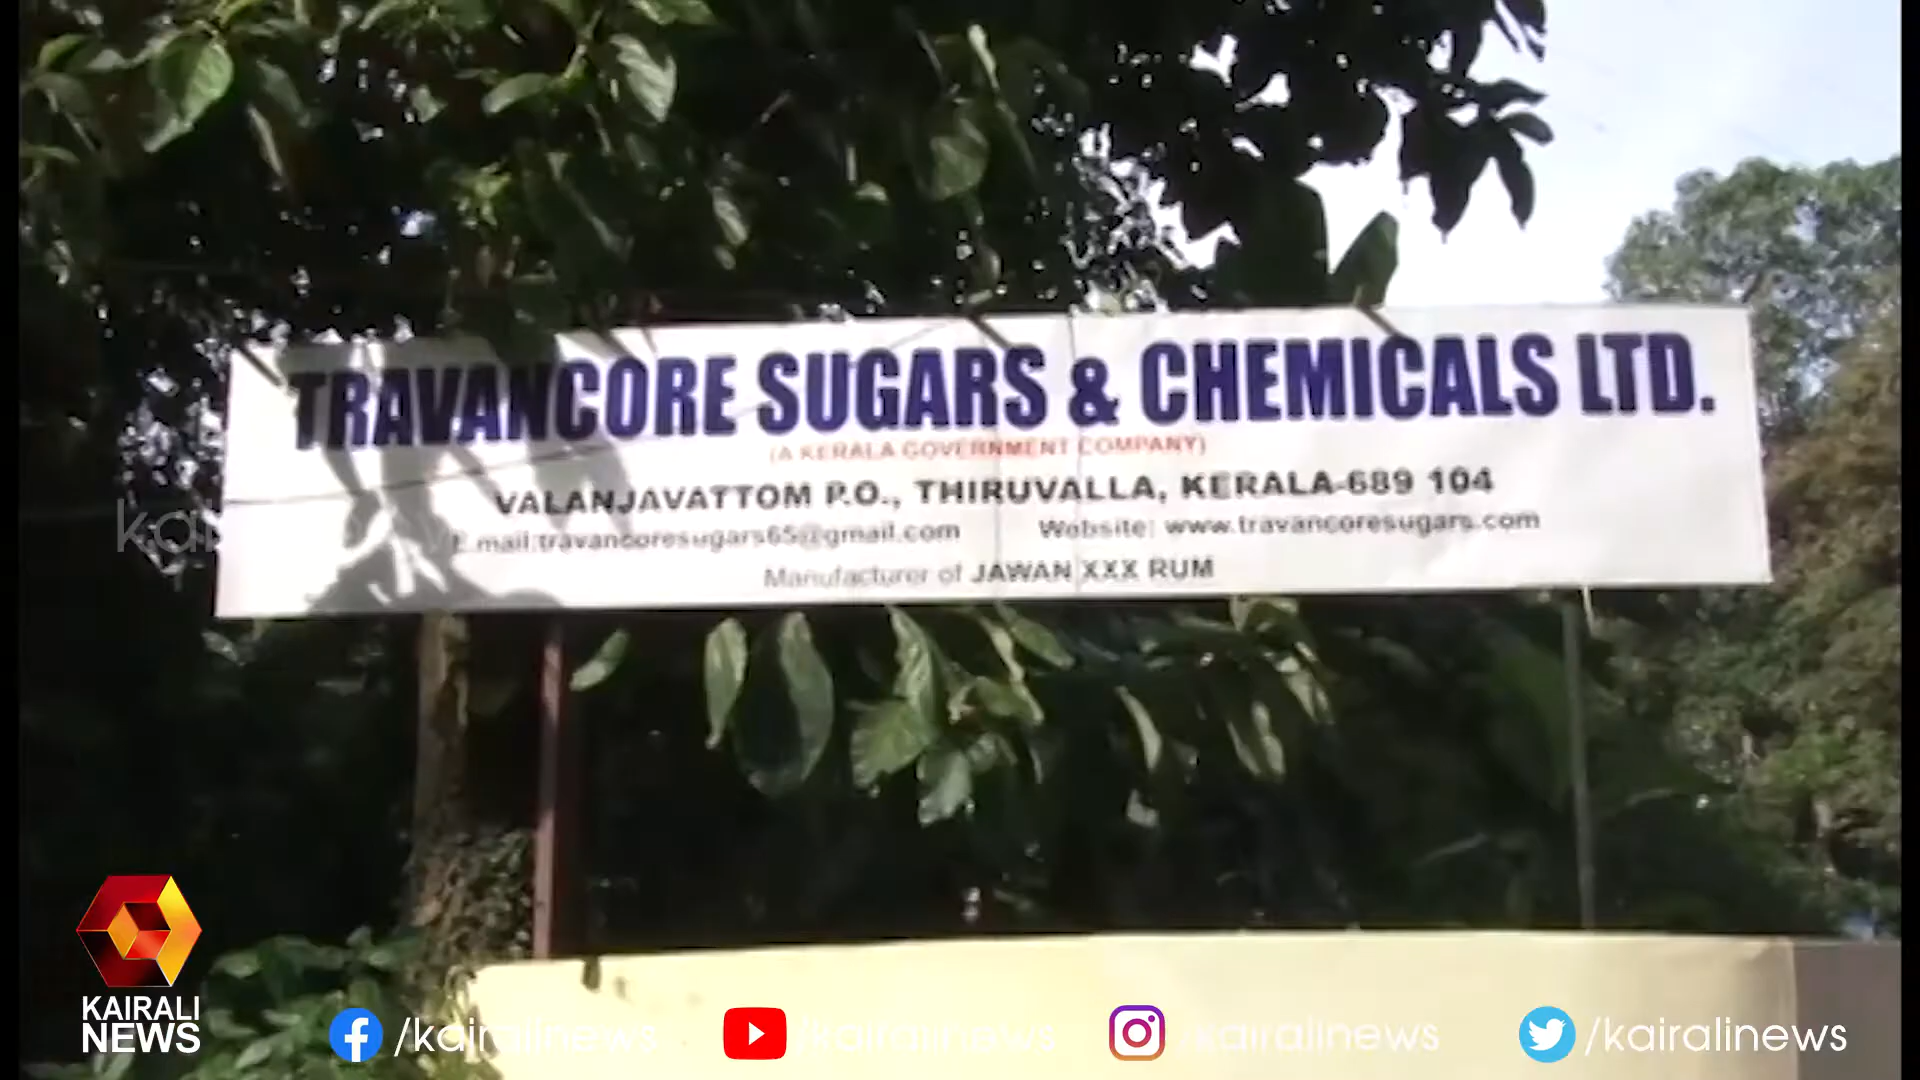 TRAVANCORE SUGARS & CHEMICALS LTD.
(A KERALA GOVERNMENT COMPANY)
VALANJAVATTOM P.O., THIRUVALLA, KERALA-689 104
E.mail:travancoresugars65@gmail.com Website: www.travancoresugars.com
Manufacturer of JAWAN XXX RUM
KAIRALI
NEWS
/kairalinews /kairalinews /kairalinews /kairalinews